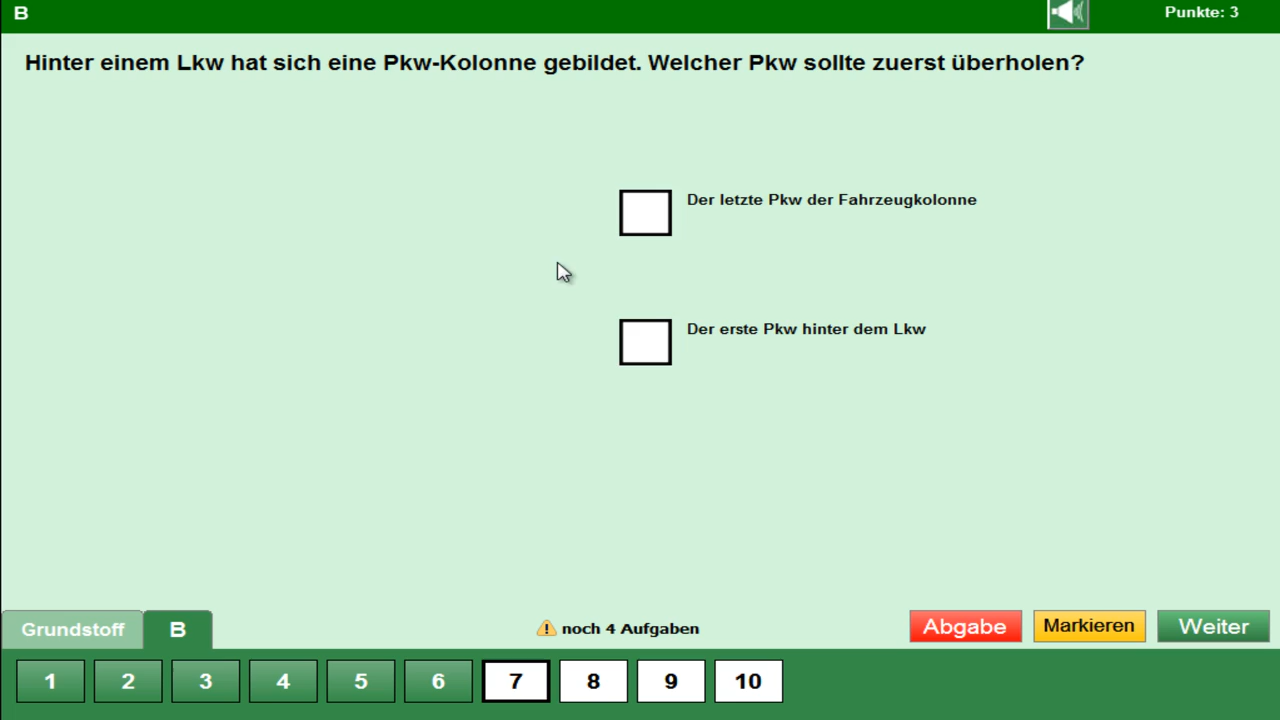 B
Punkte: 3
Hinter einem Lkw hat sich eine Pkw-Kolonne gebildet. Welcher Pkw sollte zuerst überholen?
Der letzte Pkw der Fahrzeugkolonne
Der erste Pkw hinter dem Lkw
Grundstoff
B
noch 4 Aufgaben
Abgabe
Markieren
Weiter
1 2 3 4 5 6 7 8 9 10